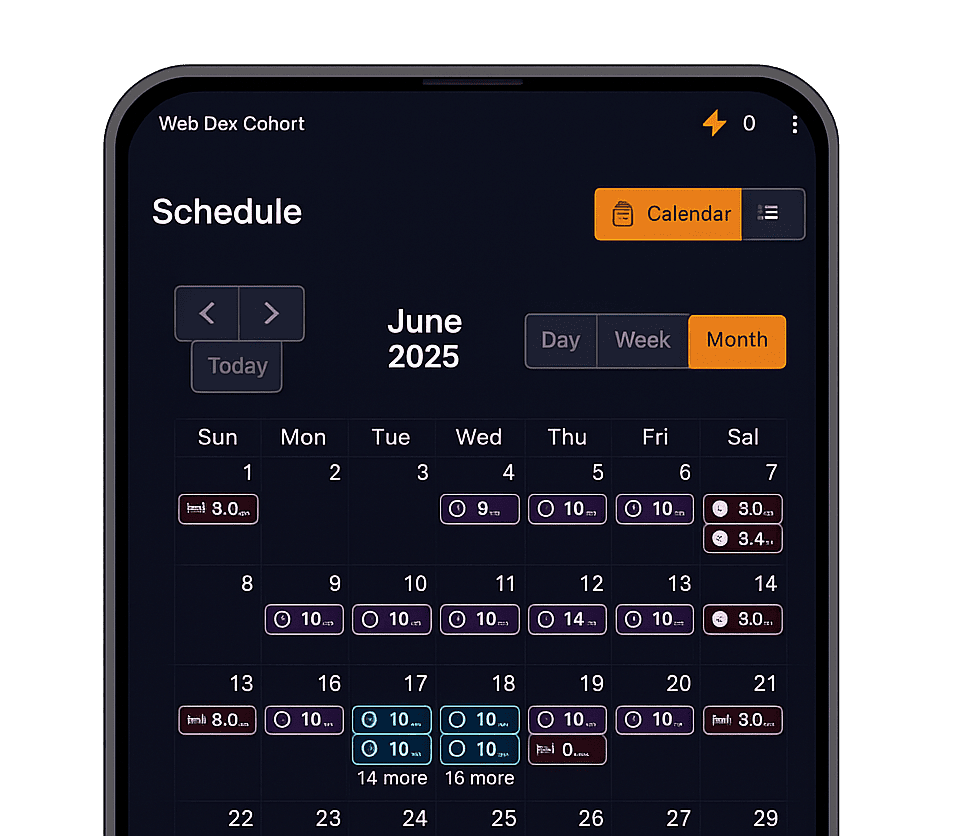 Web Dex Cohort 0
Schedule Calendar
June
2025
Day Week Month
Today
Sun Mon Tue Wed Thu Fri Sal
1 2 3 4 5 6 7
3.0 9 10 10 3.0
3.4
8 9 10 11 12 13 14
10 10 10 14 10 3.0
13 16 17 18 19 20 21
8.0 10 10 10 10 10 3.0
10 10 0
14 more 16 more
22 23 24 25 26 27 29